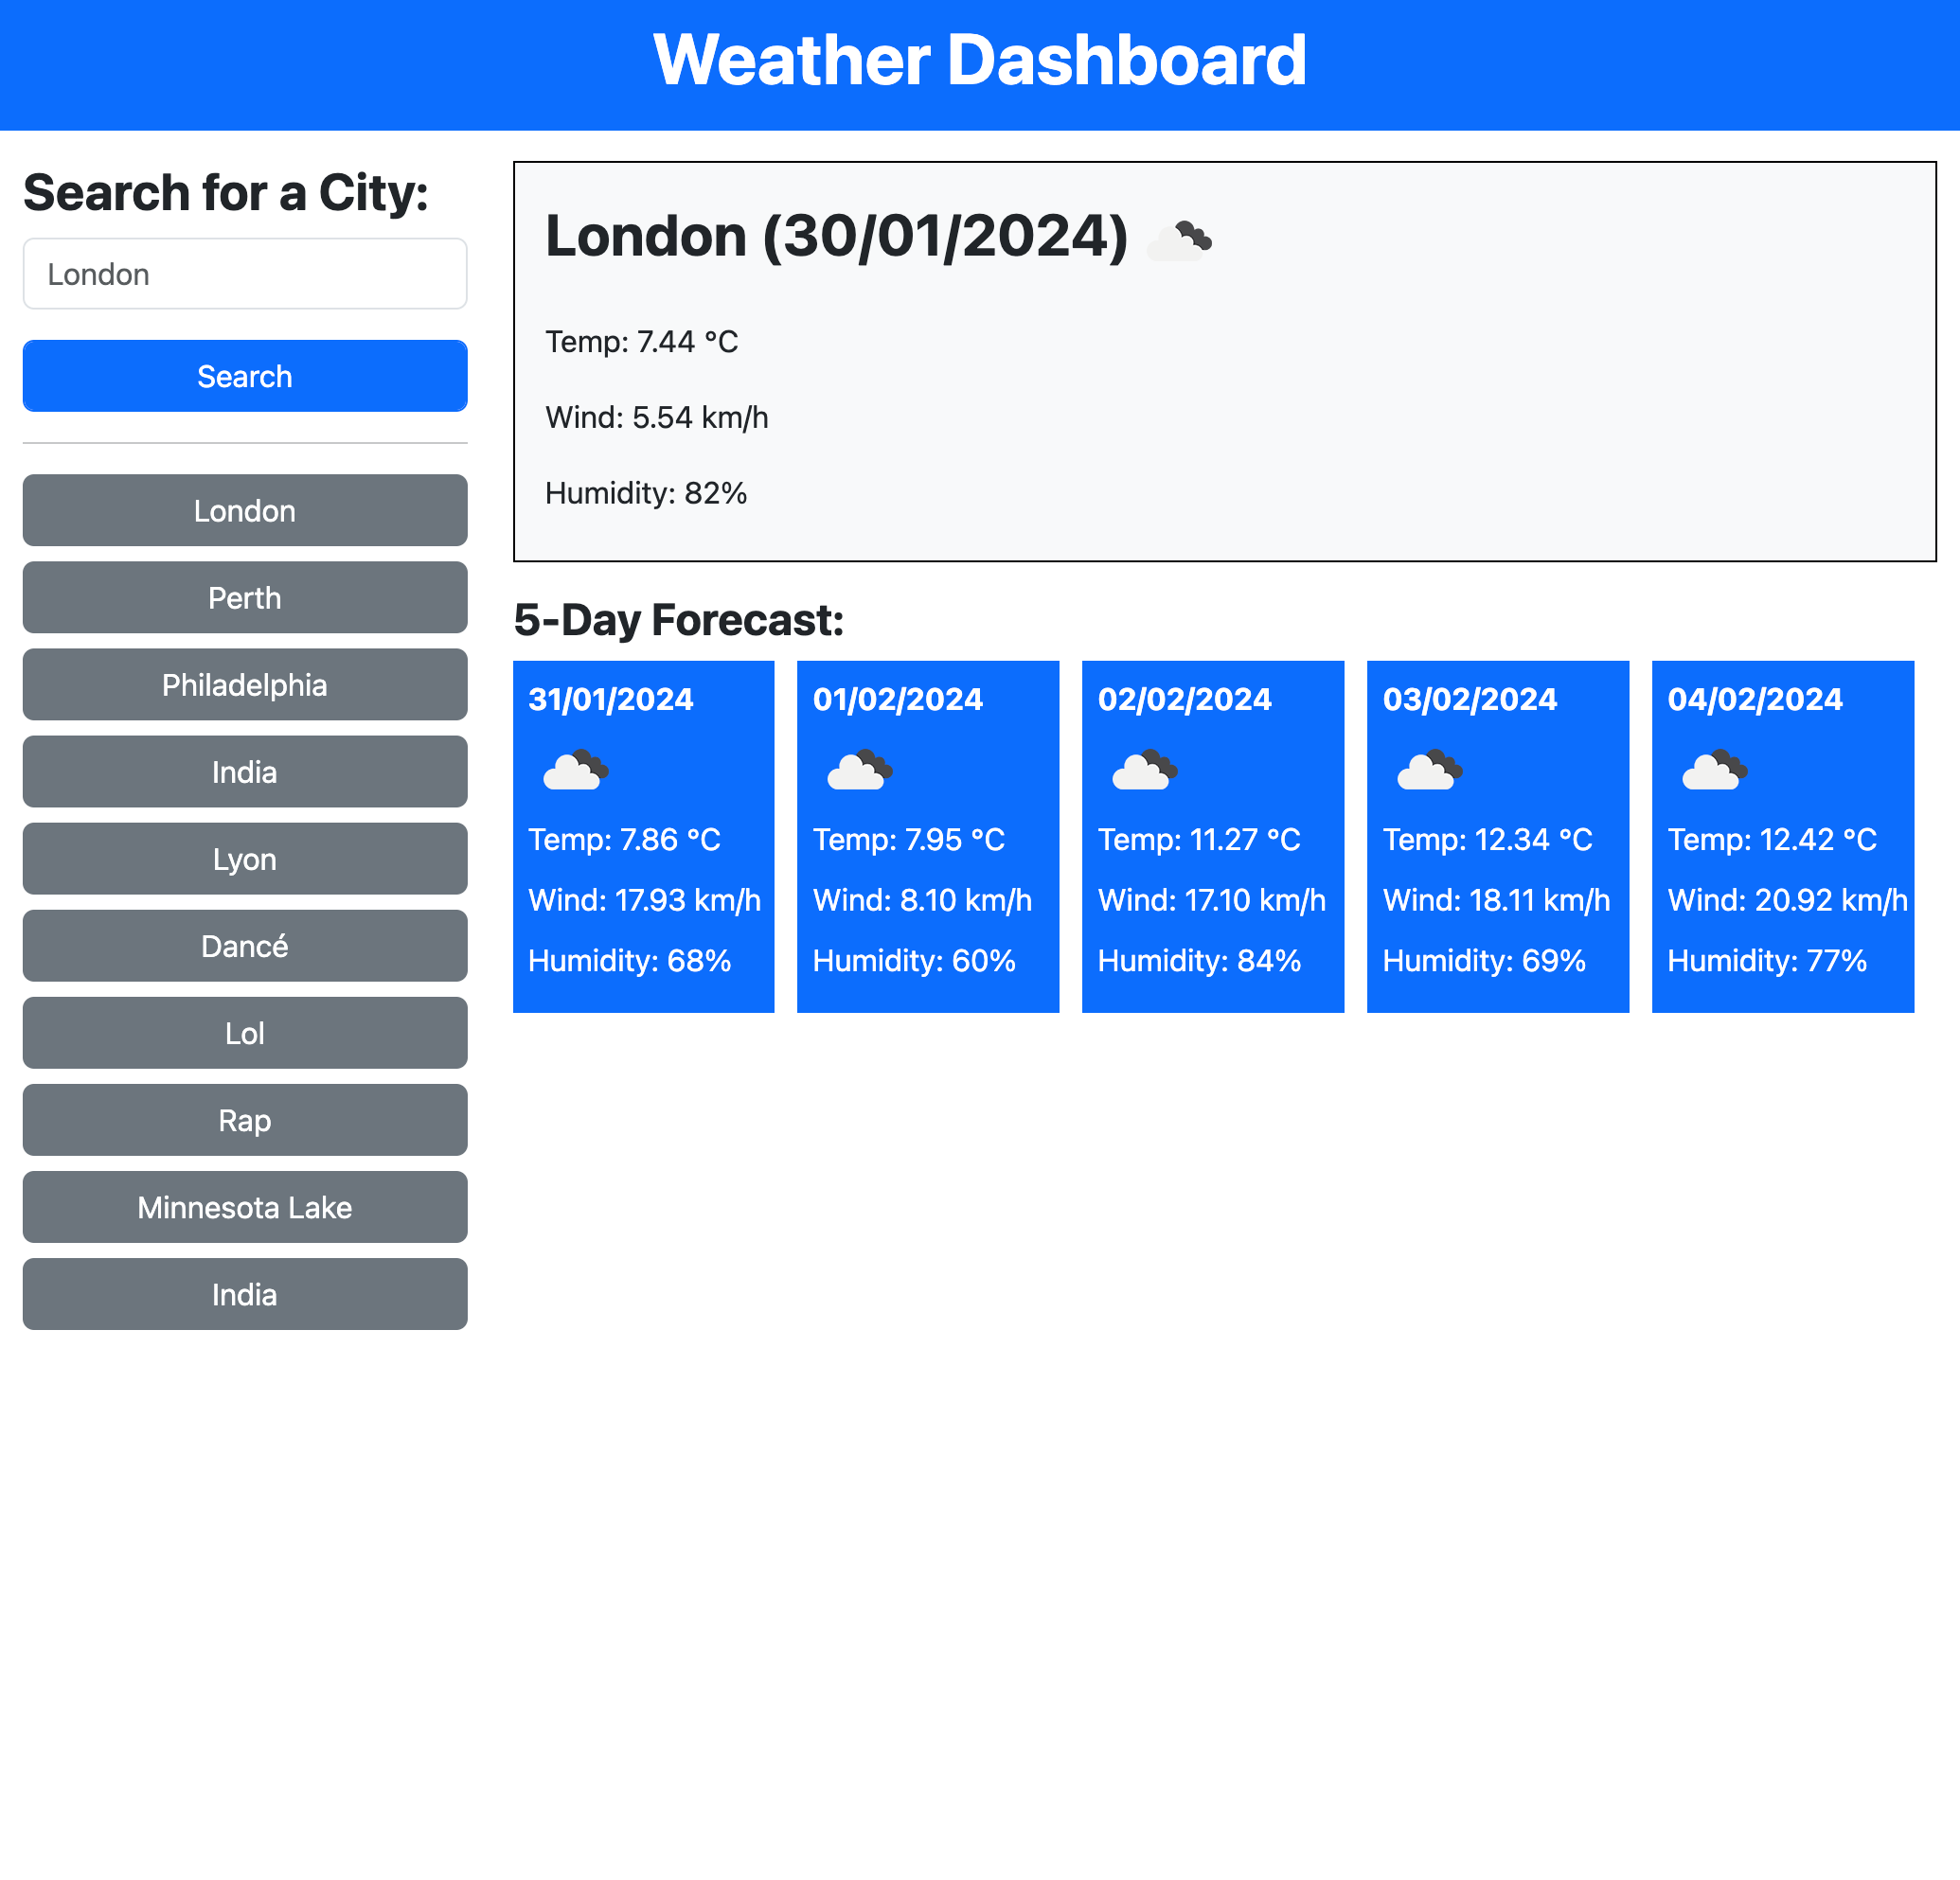 Weather Dashboard
Search for a City:
London
Search
London
Perth
Philadelphia
India
Lyon
Dancé
Lol
Rap
Minnesota Lake
India
London (30/01/2024)
Temp: 7.44 °C
Wind: 5.54 km/h
Humidity: 82%
5-Day Forecast:
31/01/2024
Temp: 7.86 °C
Wind: 17.93 km/h
Humidity: 68%
01/02/2024
Temp: 7.95 °C
Wind: 8.10 km/h
Humidity: 60%
02/02/2024
Temp: 11.27 °C
Wind: 17.10 km/h
Humidity: 84%
03/02/2024
Temp: 12.34 °C
Wind: 18.11 km/h
Humidity: 69%
04/02/2024
Temp: 12.42 °C
Wind: 20.92 km/h
Humidity: 77%